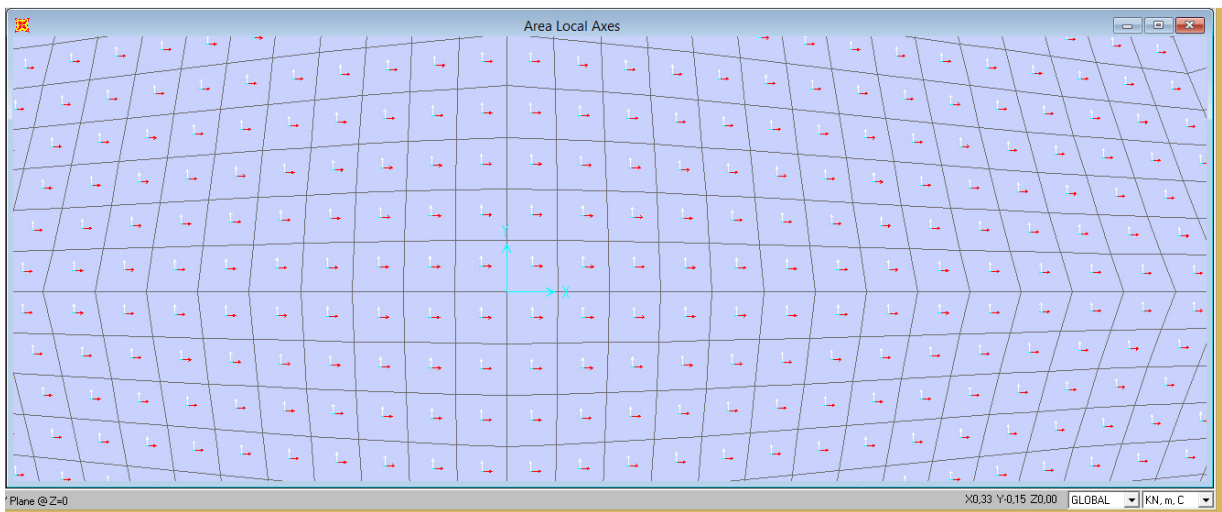 Area Local Axes
Y
X
Plane @ Z=0
X0,33 Y-0,15 Z0,00
GLOBAL
KN, m, C